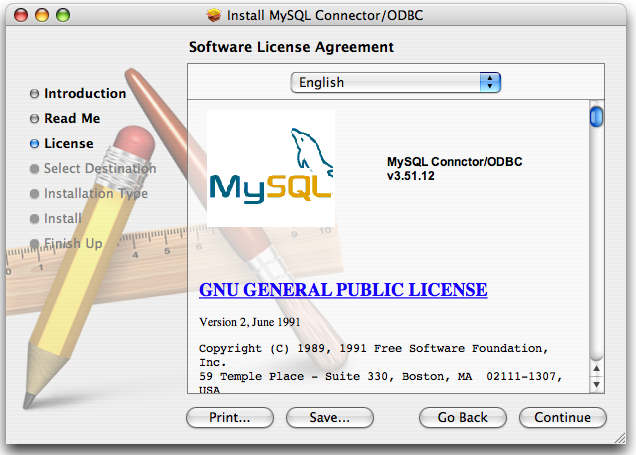 Install MySQL Connector/ODBC
Software License Agreement
Introduction
Read Me
License
Select Destination
Installation Type
Install
Finish Up
English
MySQL
MySQL Connctor/ODBC
v3.51.12
GNU GENERAL PUBLIC LICENSE
Version 2, June 1991
Copyright (C) 1989, 1991 Free Software Foundation,
Inc.
59 Temple Place - Suite 330, Boston, MA  02111-1307,
USA
Print...
Save...
Go Back
Continue